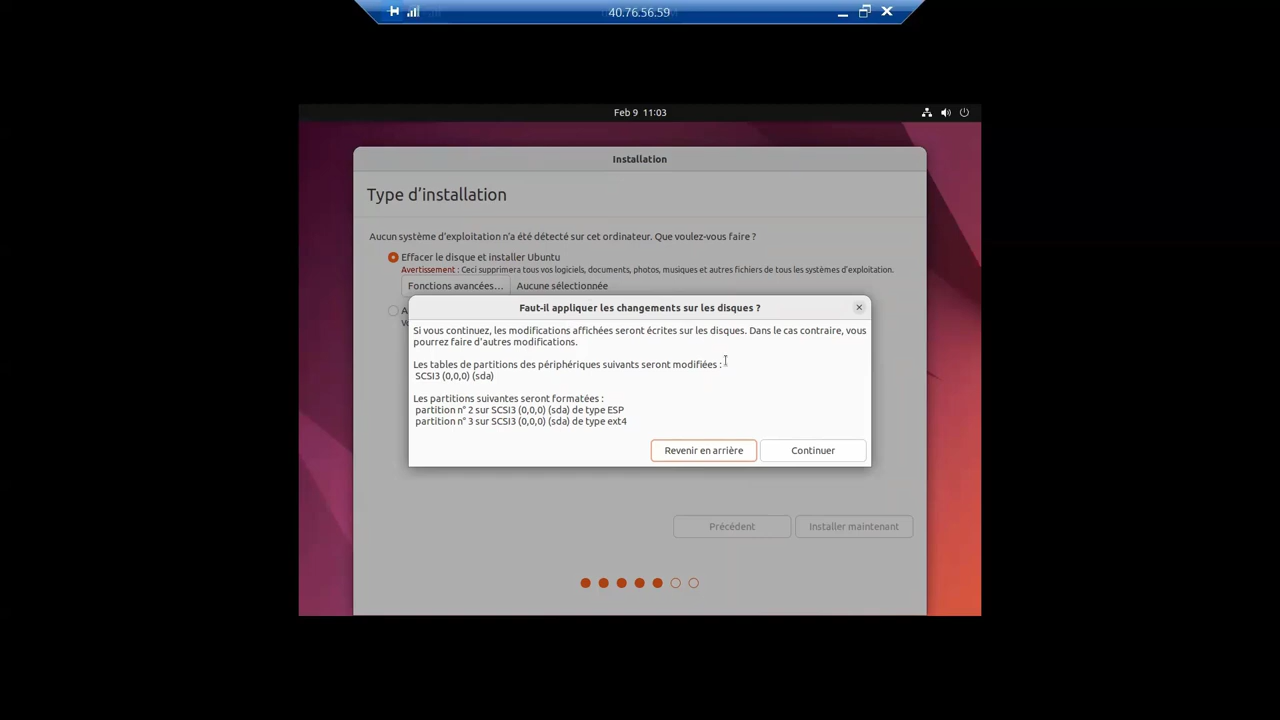 40.76.56.59
Feb 9 11:03
Installation
Type d’installation
Aucun système d’exploitation n’a été détecté sur cet ordinateur. Que voulez-vous faire ?
Effacer le disque et installer Ubuntu
Avertissement : Ceci supprimera tous vos logiciels, documents, photos, musiques et autres fichiers de tous les systèmes d’exploitation.
Fonctions avancées... Aucune sélectionnée
Faut-il appliquer les changements sur les disques ?
Si vous continuez, les modifications affichées seront écrites sur les disques. Dans le cas contraire, vous
pourrez faire d’autres modifications.
Les tables de partitions des périphériques suivants seront modifiées :
SCSI3 (0,0,0) (sda)
Les partitions suivantes seront formatées :
partition n° 2 sur SCSI3 (0,0,0) (sda) de type ESP
partition n° 3 sur SCSI3 (0,0,0) (sda) de type ext4
Revenir en arrière Continuer
Précédent Installer maintenant